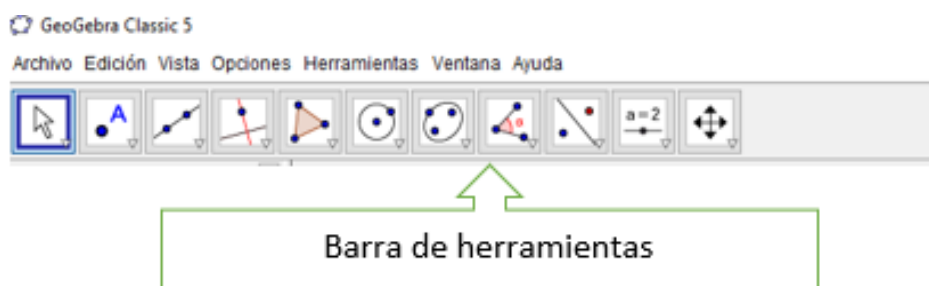 GeoGebra Classic 5
Archivo Edición Vista Opciones Herramientas Ventana Ayuda
A
α
a=2
Barra de herramientas